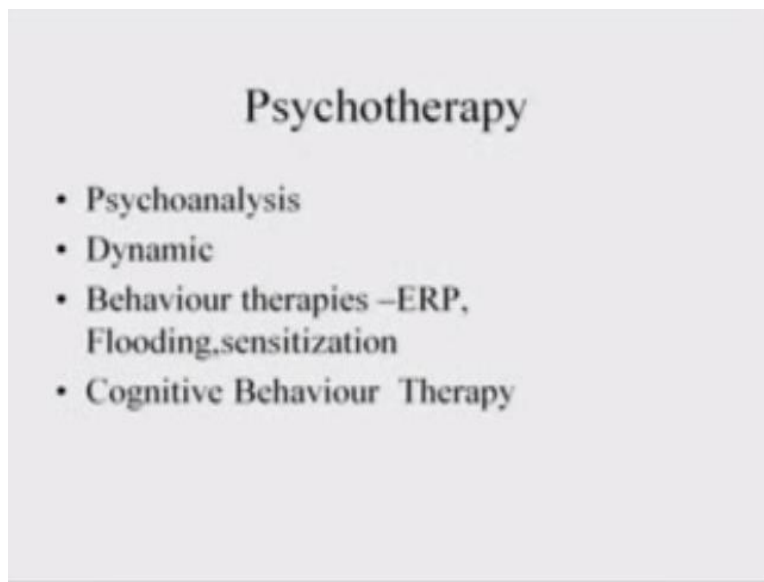 Psychotherapy
• Psychoanalysis
• Dynamic
• Behaviour therapies –ERP,
Flooding,sensitization
• Cognitive Behaviour Therapy